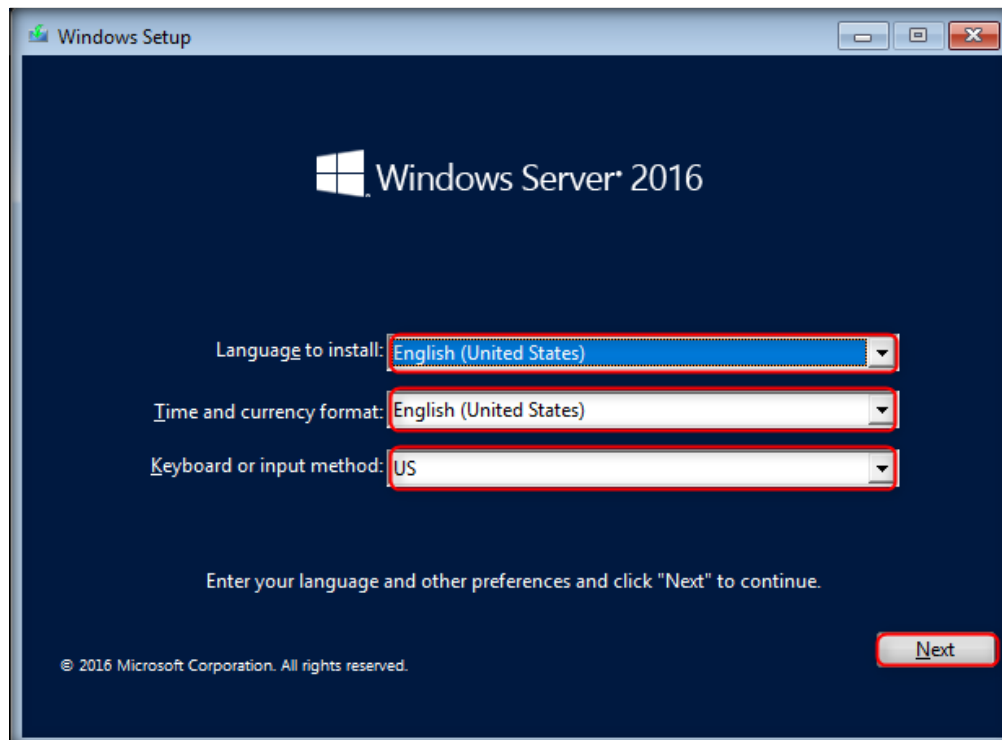 Windows Setup
Windows Server® 2016
Language to install: English (United States)
Time and currency format: English (United States)
Keyboard or input method: US
Enter your language and other preferences and click "Next" to continue.
Next
© 2016 Microsoft Corporation. All rights reserved.